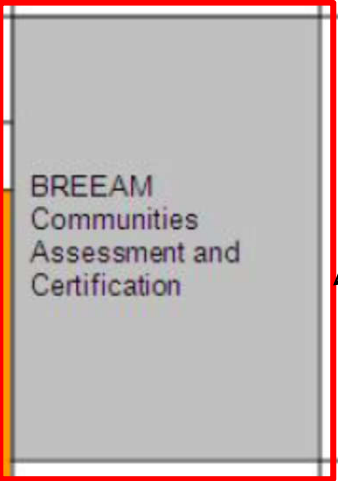 BREEAM
Communities
Assessment and
Certification